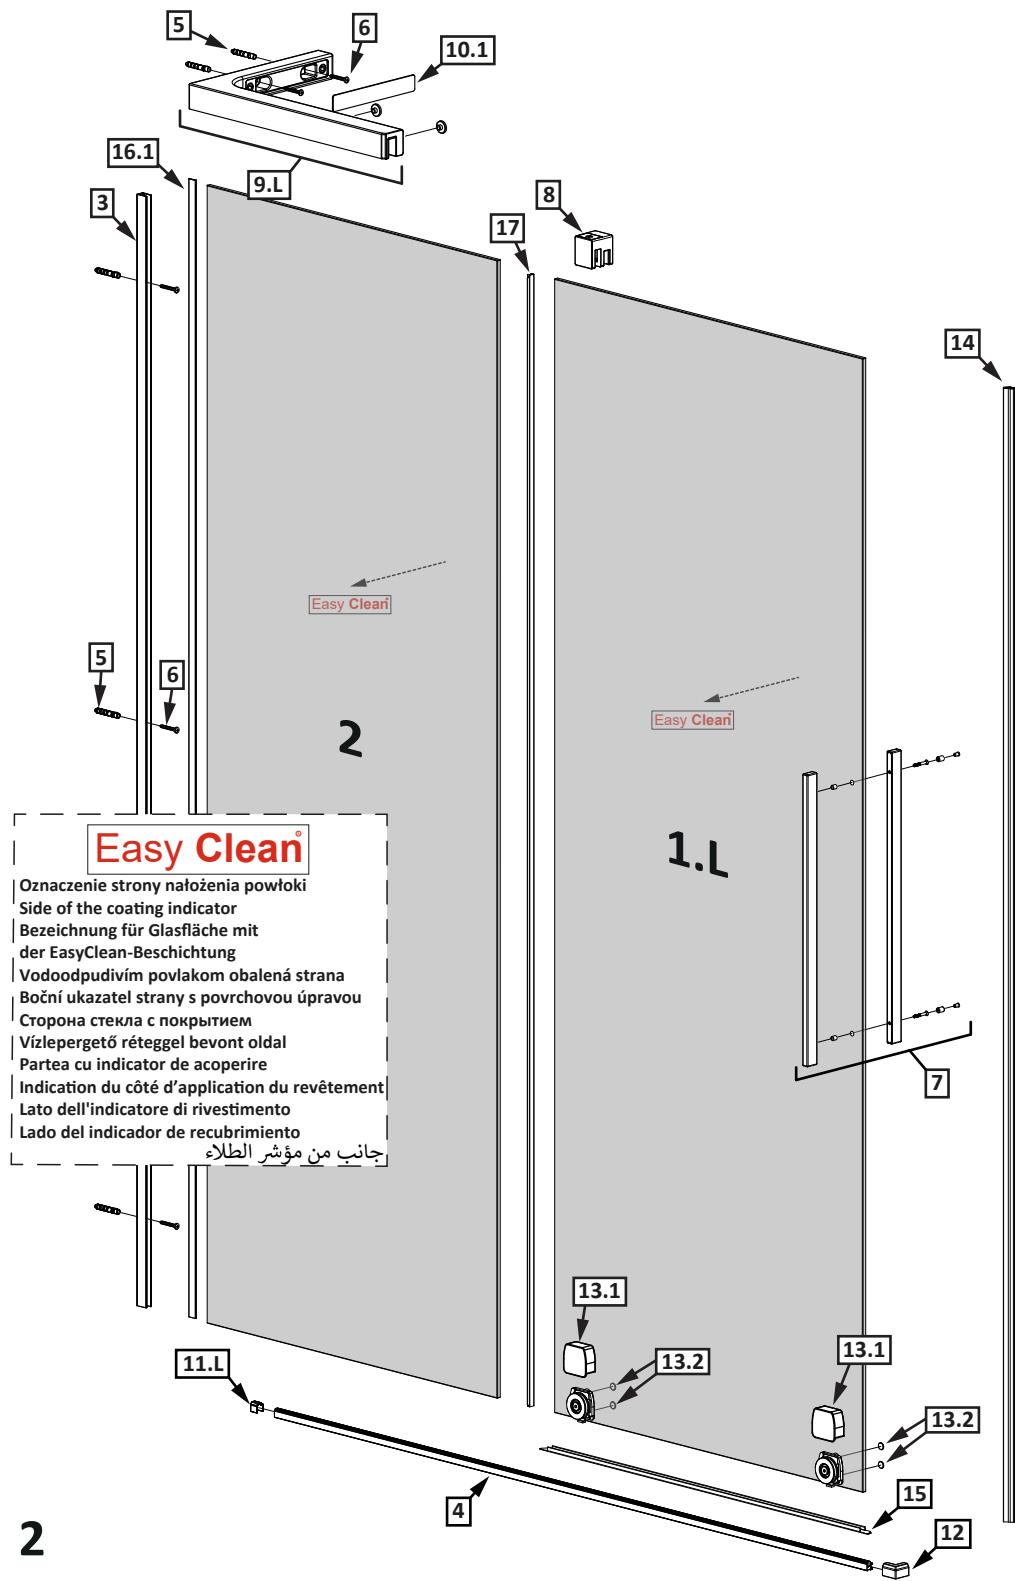 5
6
10.1
16.1
9.L
3
8
17
14
Easy Clean®
Easy Clean®
5
6
2
1.L
Easy Clean®
Oznaczenie strony nałożenia powłoki
Side of the coating indicator
Bezeichnung für Glasfläche mit
der EasyClean-Beschichtung
Vodoodpudivím povlakom obalená strana
Boční ukazatel strany s povrchovou úpravou
Сторона стекла с покрытием
Vízlepergető réteggel bevont oldal
Partea cu indicator de acoperire
Indication du côté d’application du revêtement
Lato dell'indicatore di rivestimento
Lado del indicador de recubrimiento
جانب من مؤشر الطلاء
7
13.1
13.2
13.1
11.L
13.2
4
15
12
2